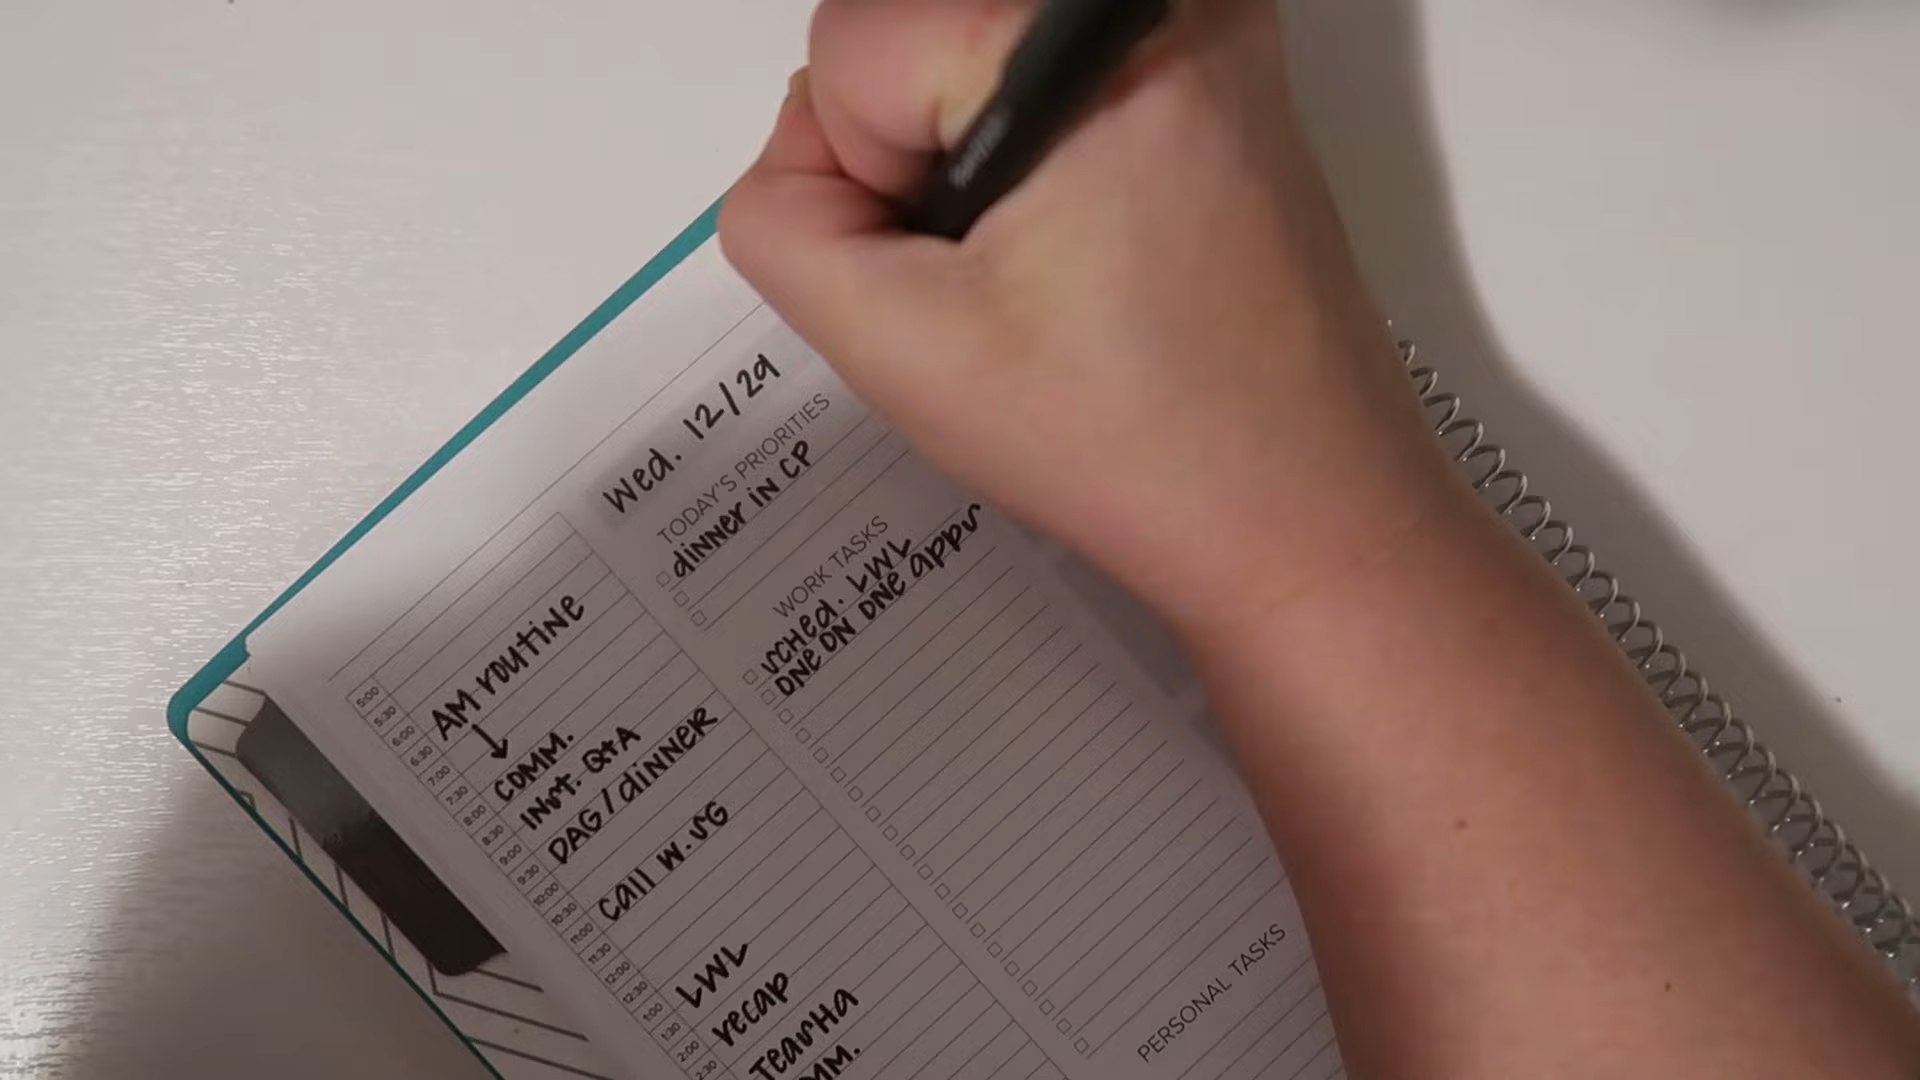 Wed. 12/29
TODAY'S PRIORITIES
dinner in CP
WORK TASKS
sched. LWL
one on one apps
PERSONAL TASKS
5:00
5:30
6:00
6:30
7:00
7:30
8:00
8:30
9:00
9:30
10:00
10:30
11:00
11:30
12:00
12:30
1:00
1:30
2:00
2:30
AM routine
COMM.
Inst. Q+A
DAG/dinner
call w. SG
LWL
recap